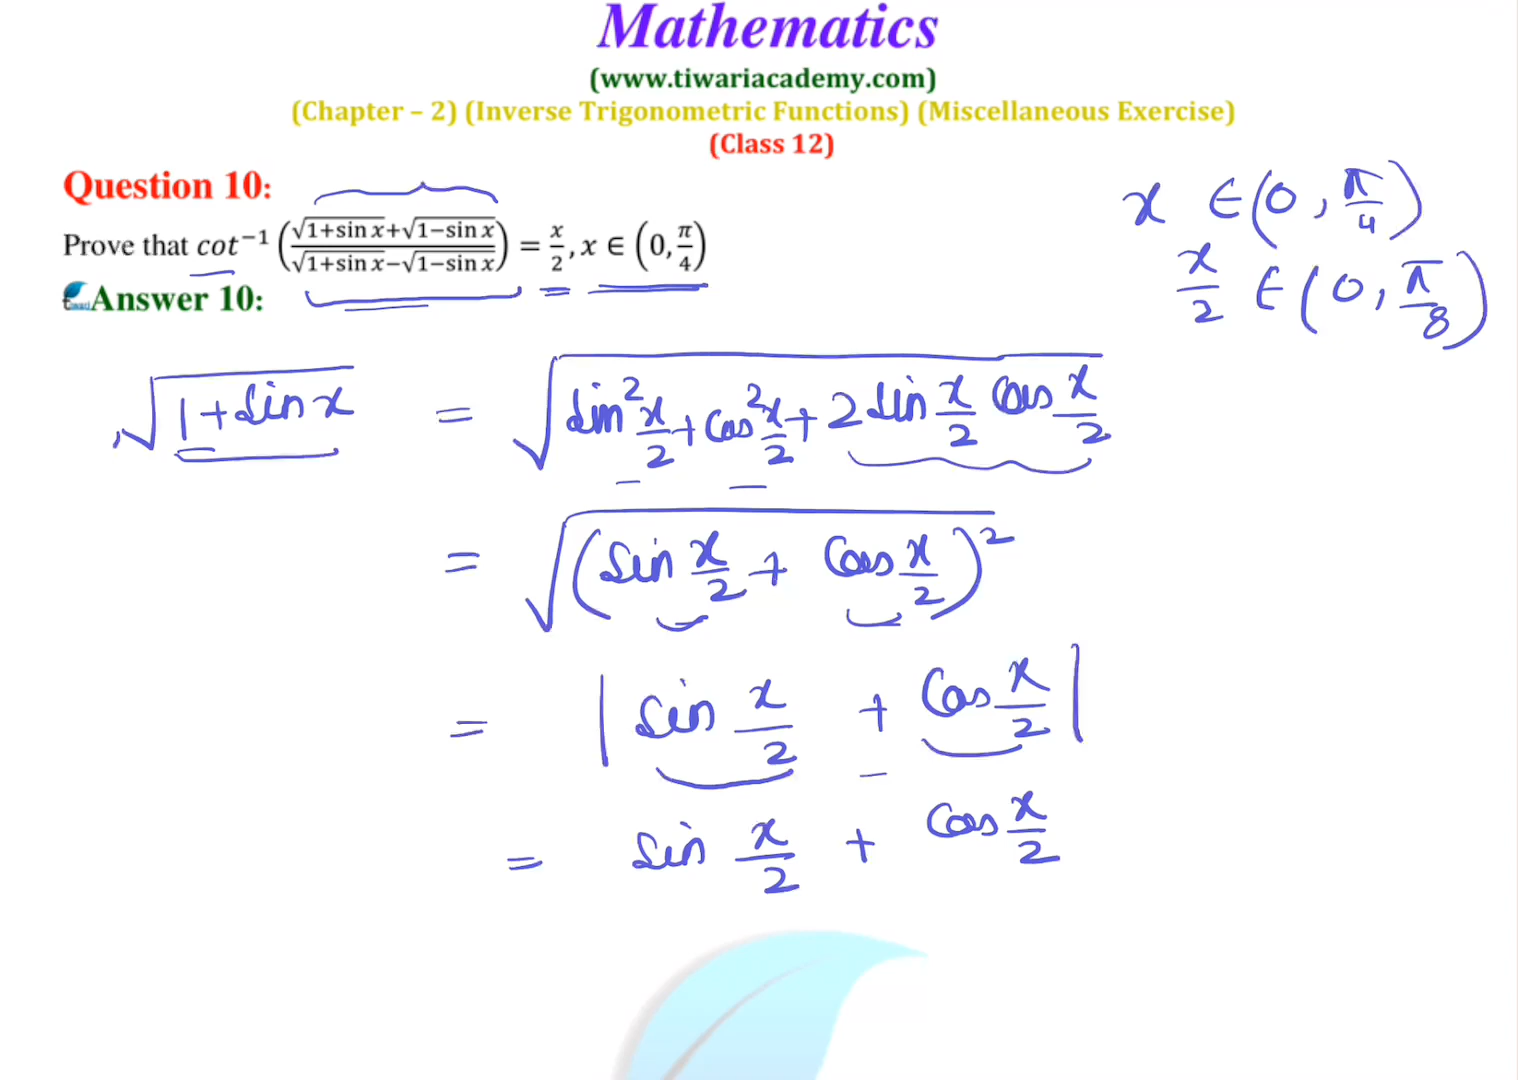 Mathematics
(www.tiwariacademy.com)
(Chapter – 2) (Inverse Trigonometric Functions) (Miscellaneous Exercise)
(Class 12)
Question 10:
Prove that cot⁻¹ ((√(1+sin x)+√(1−sin x))/(√(1+sin x)−√(1−sin x))) = x/2, x ∈ (0, π/4)
Answer 10:
x ∈ (0, π/4)
x/2 ∈ (0, π/8)
√(1 + sin x) = √(sin² x/2 + cos² x/2 + 2 sin x/2 cos x/2)
= √((sin x/2 + cos x/2)²)
= | sin x/2 + cos x/2 |
= sin x/2 + cos x/2